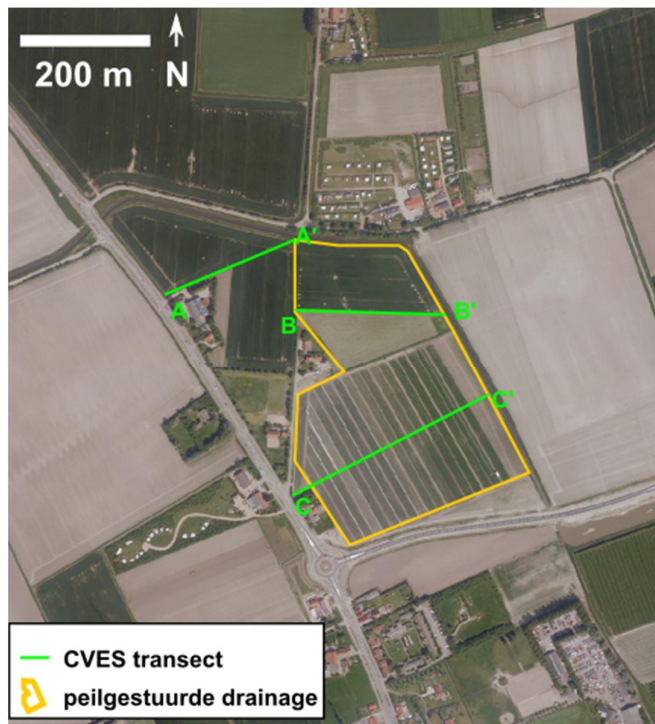 200 m
N
A'
A
B
B'
C'
C
CVES transect
peilgestuurde drainage